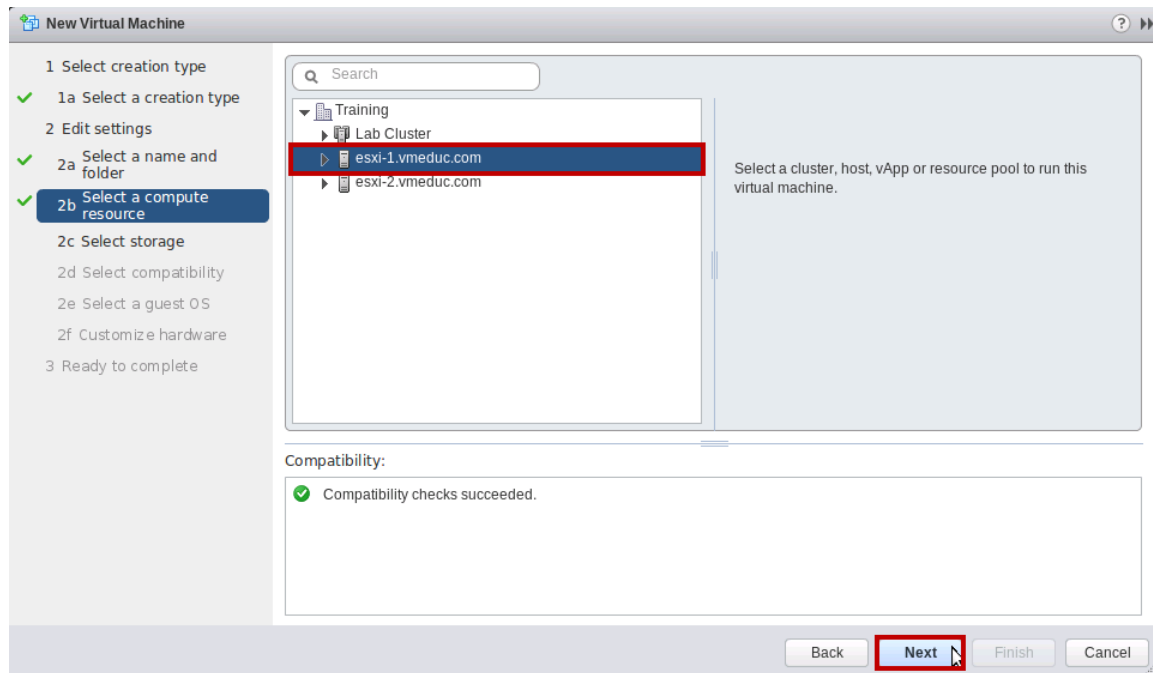 New Virtual Machine
?
1 Select creation type
1a Select a creation type
2 Edit settings
2a Select a name and
folder
2b Select a compute
resource
2c Select storage
2d Select compatibility
2e Select a guest OS
2f Customize hardware
3 Ready to complete
Search
Training
Lab Cluster
esxi-1.vmeduc.com
esxi-2.vmeduc.com
Select a cluster, host, vApp or resource pool to run this
virtual machine.
Compatibility:
Compatibility checks succeeded.
Back Next Finish Cancel